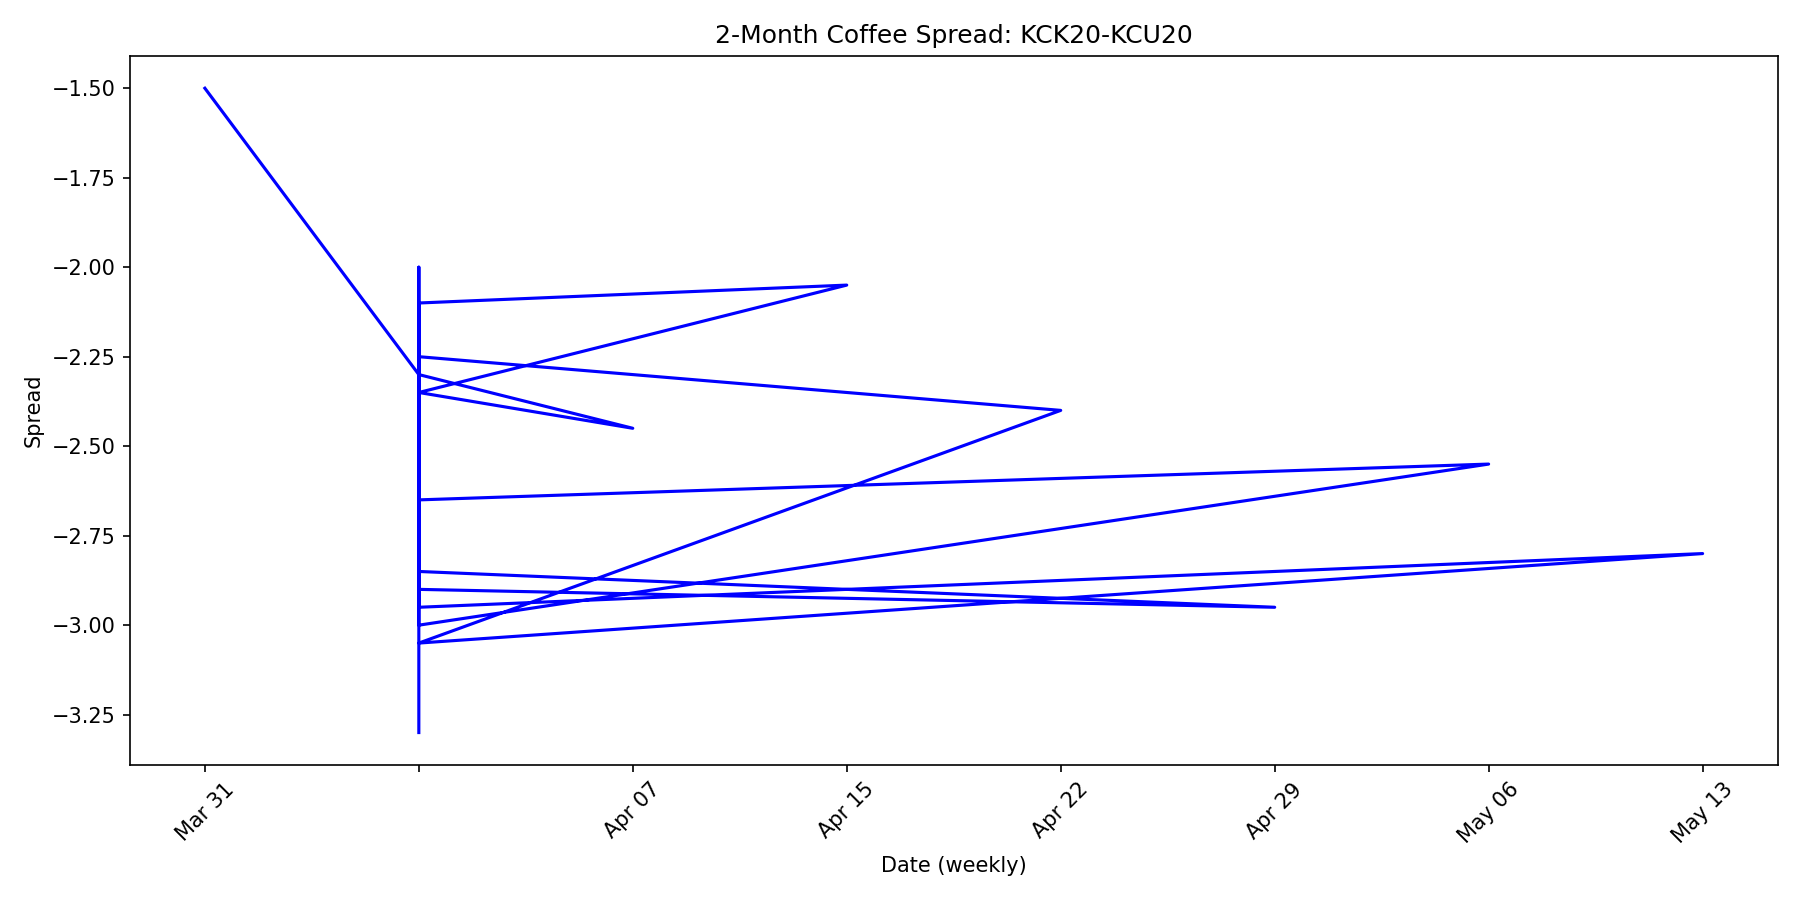 2-Month Coffee Spread: KCK20-KCU20
−1.50
−1.75
−2.00
−2.25
−2.50
−2.75
−3.00
−3.25
Spread
Mar 31
Apr 07
Apr 15
Apr 22
Apr 29
May 06
May 13
Date (weekly)